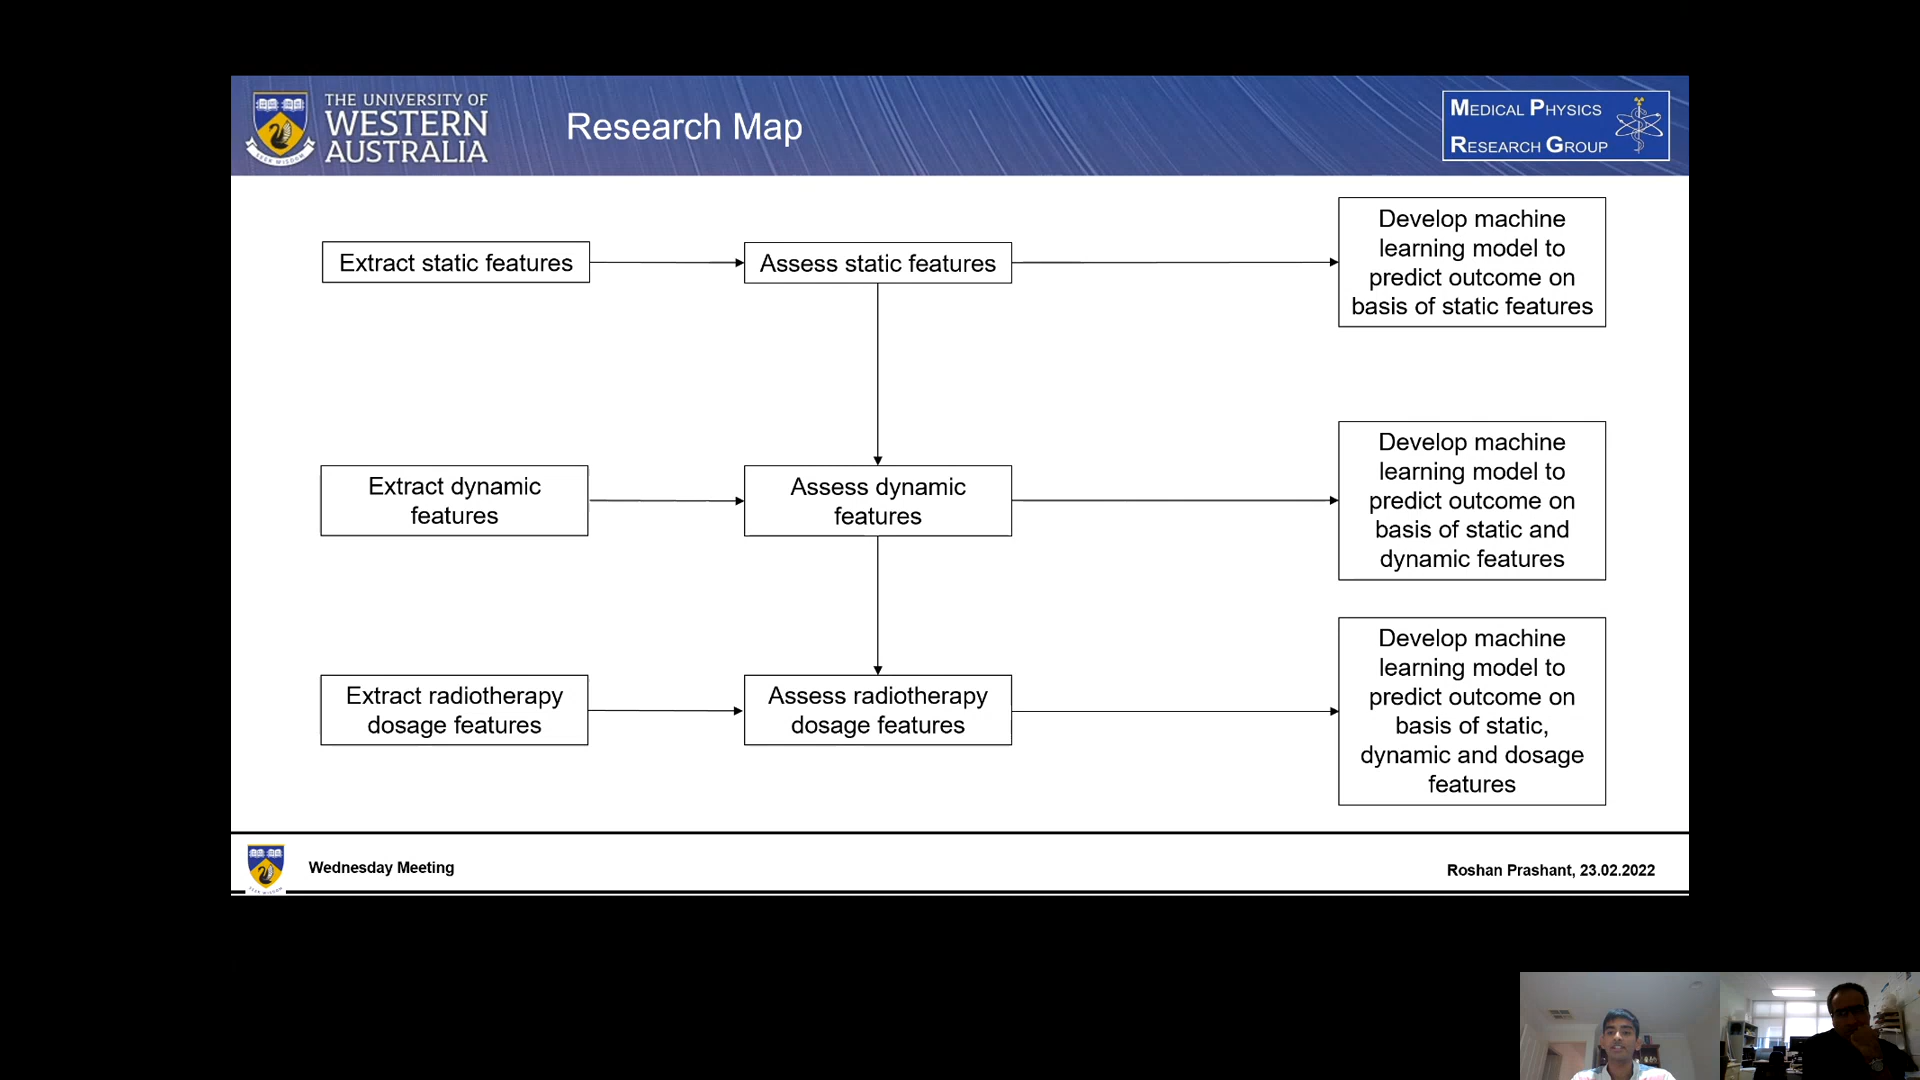 THE UNIVERSITY OF
WESTERN
AUSTRALIA
SEEK WISDOM
Research Map
MEDICAL PHYSICS
RESEARCH GROUP
Extract static features
Assess static features
Develop machine
learning model to
predict outcome on
basis of static features
Extract dynamic
features
Assess dynamic
features
Develop machine
learning model to
predict outcome on
basis of static and
dynamic features
Extract radiotherapy
dosage features
Assess radiotherapy
dosage features
Develop machine
learning model to
predict outcome on
basis of static,
dynamic and dosage
features
Wednesday Meeting
Roshan Prashant, 23.02.2022